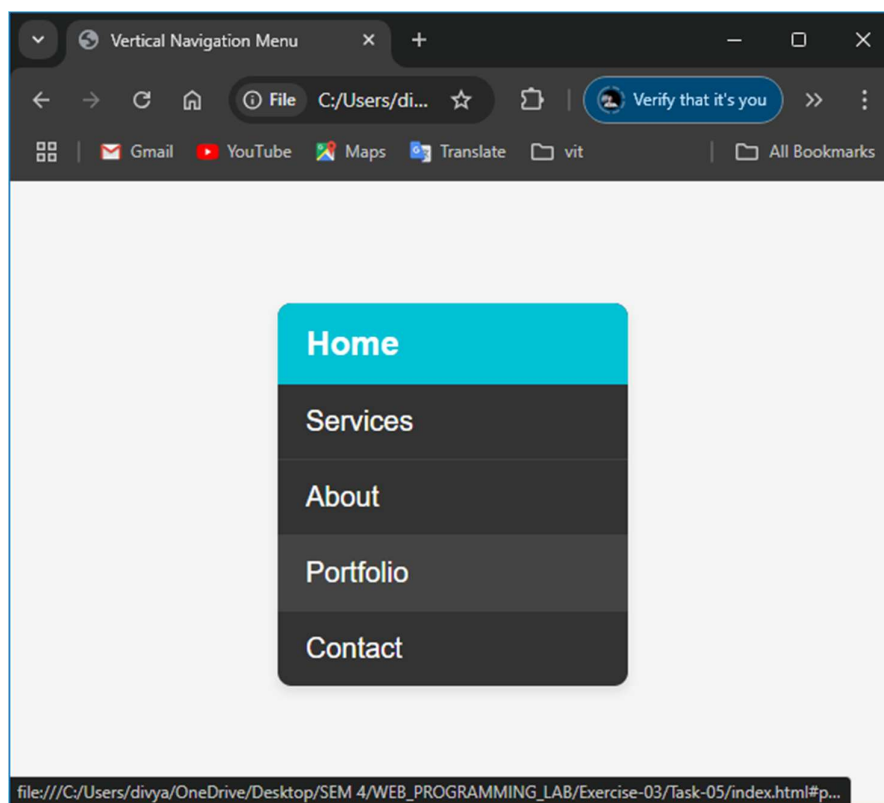 Vertical Navigation Menu
File C:/Users/di... Verify that it's you
Gmail YouTube Maps Translate vit All Bookmarks
Home
Services
About
Portfolio
Contact
file:///C:/Users/divya/OneDrive/Desktop/SEM 4/WEB_PROGRAMMING_LAB/Exercise-03/Task-05/index.html#p...